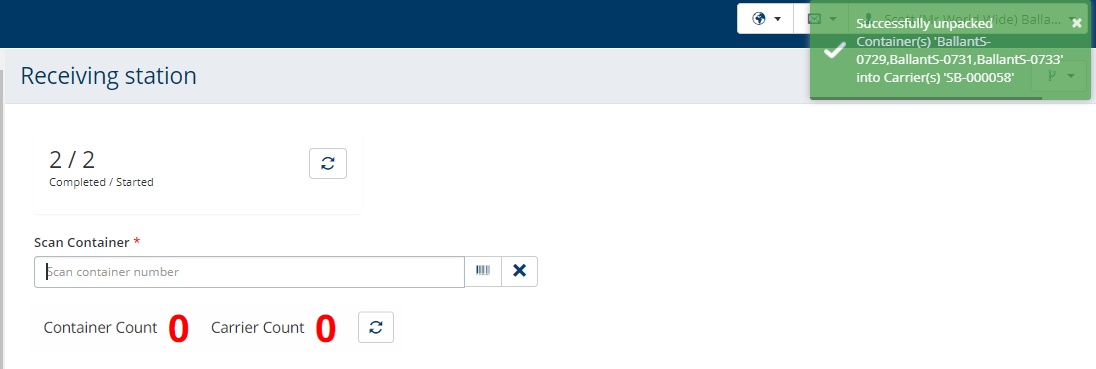 Successfully unpacked
Container(s) 'BallantS-
0729,BallantS-0731,BallantS-0733'
into Carrier(s) 'SB-000058'
Receiving station
2 / 2
Completed / Started
Scan Container *
Scan container number
Container Count 0 Carrier Count 0